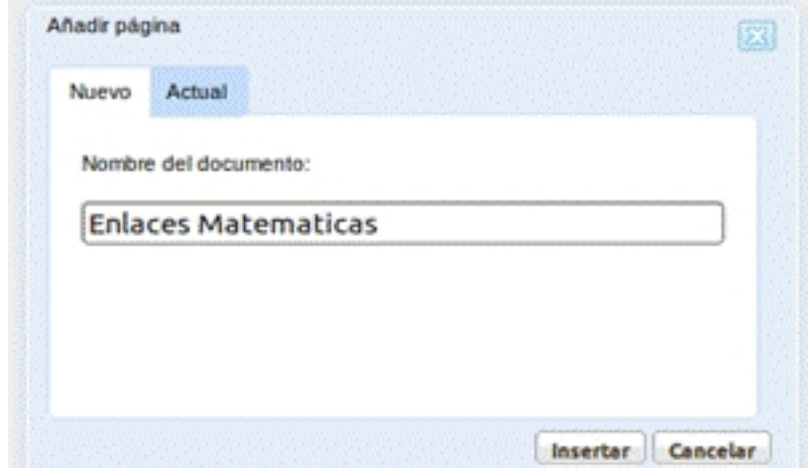 Añadir página
Nuevo Actual
Nombre del documento:
Enlaces Matematicas
Insertar Cancelar